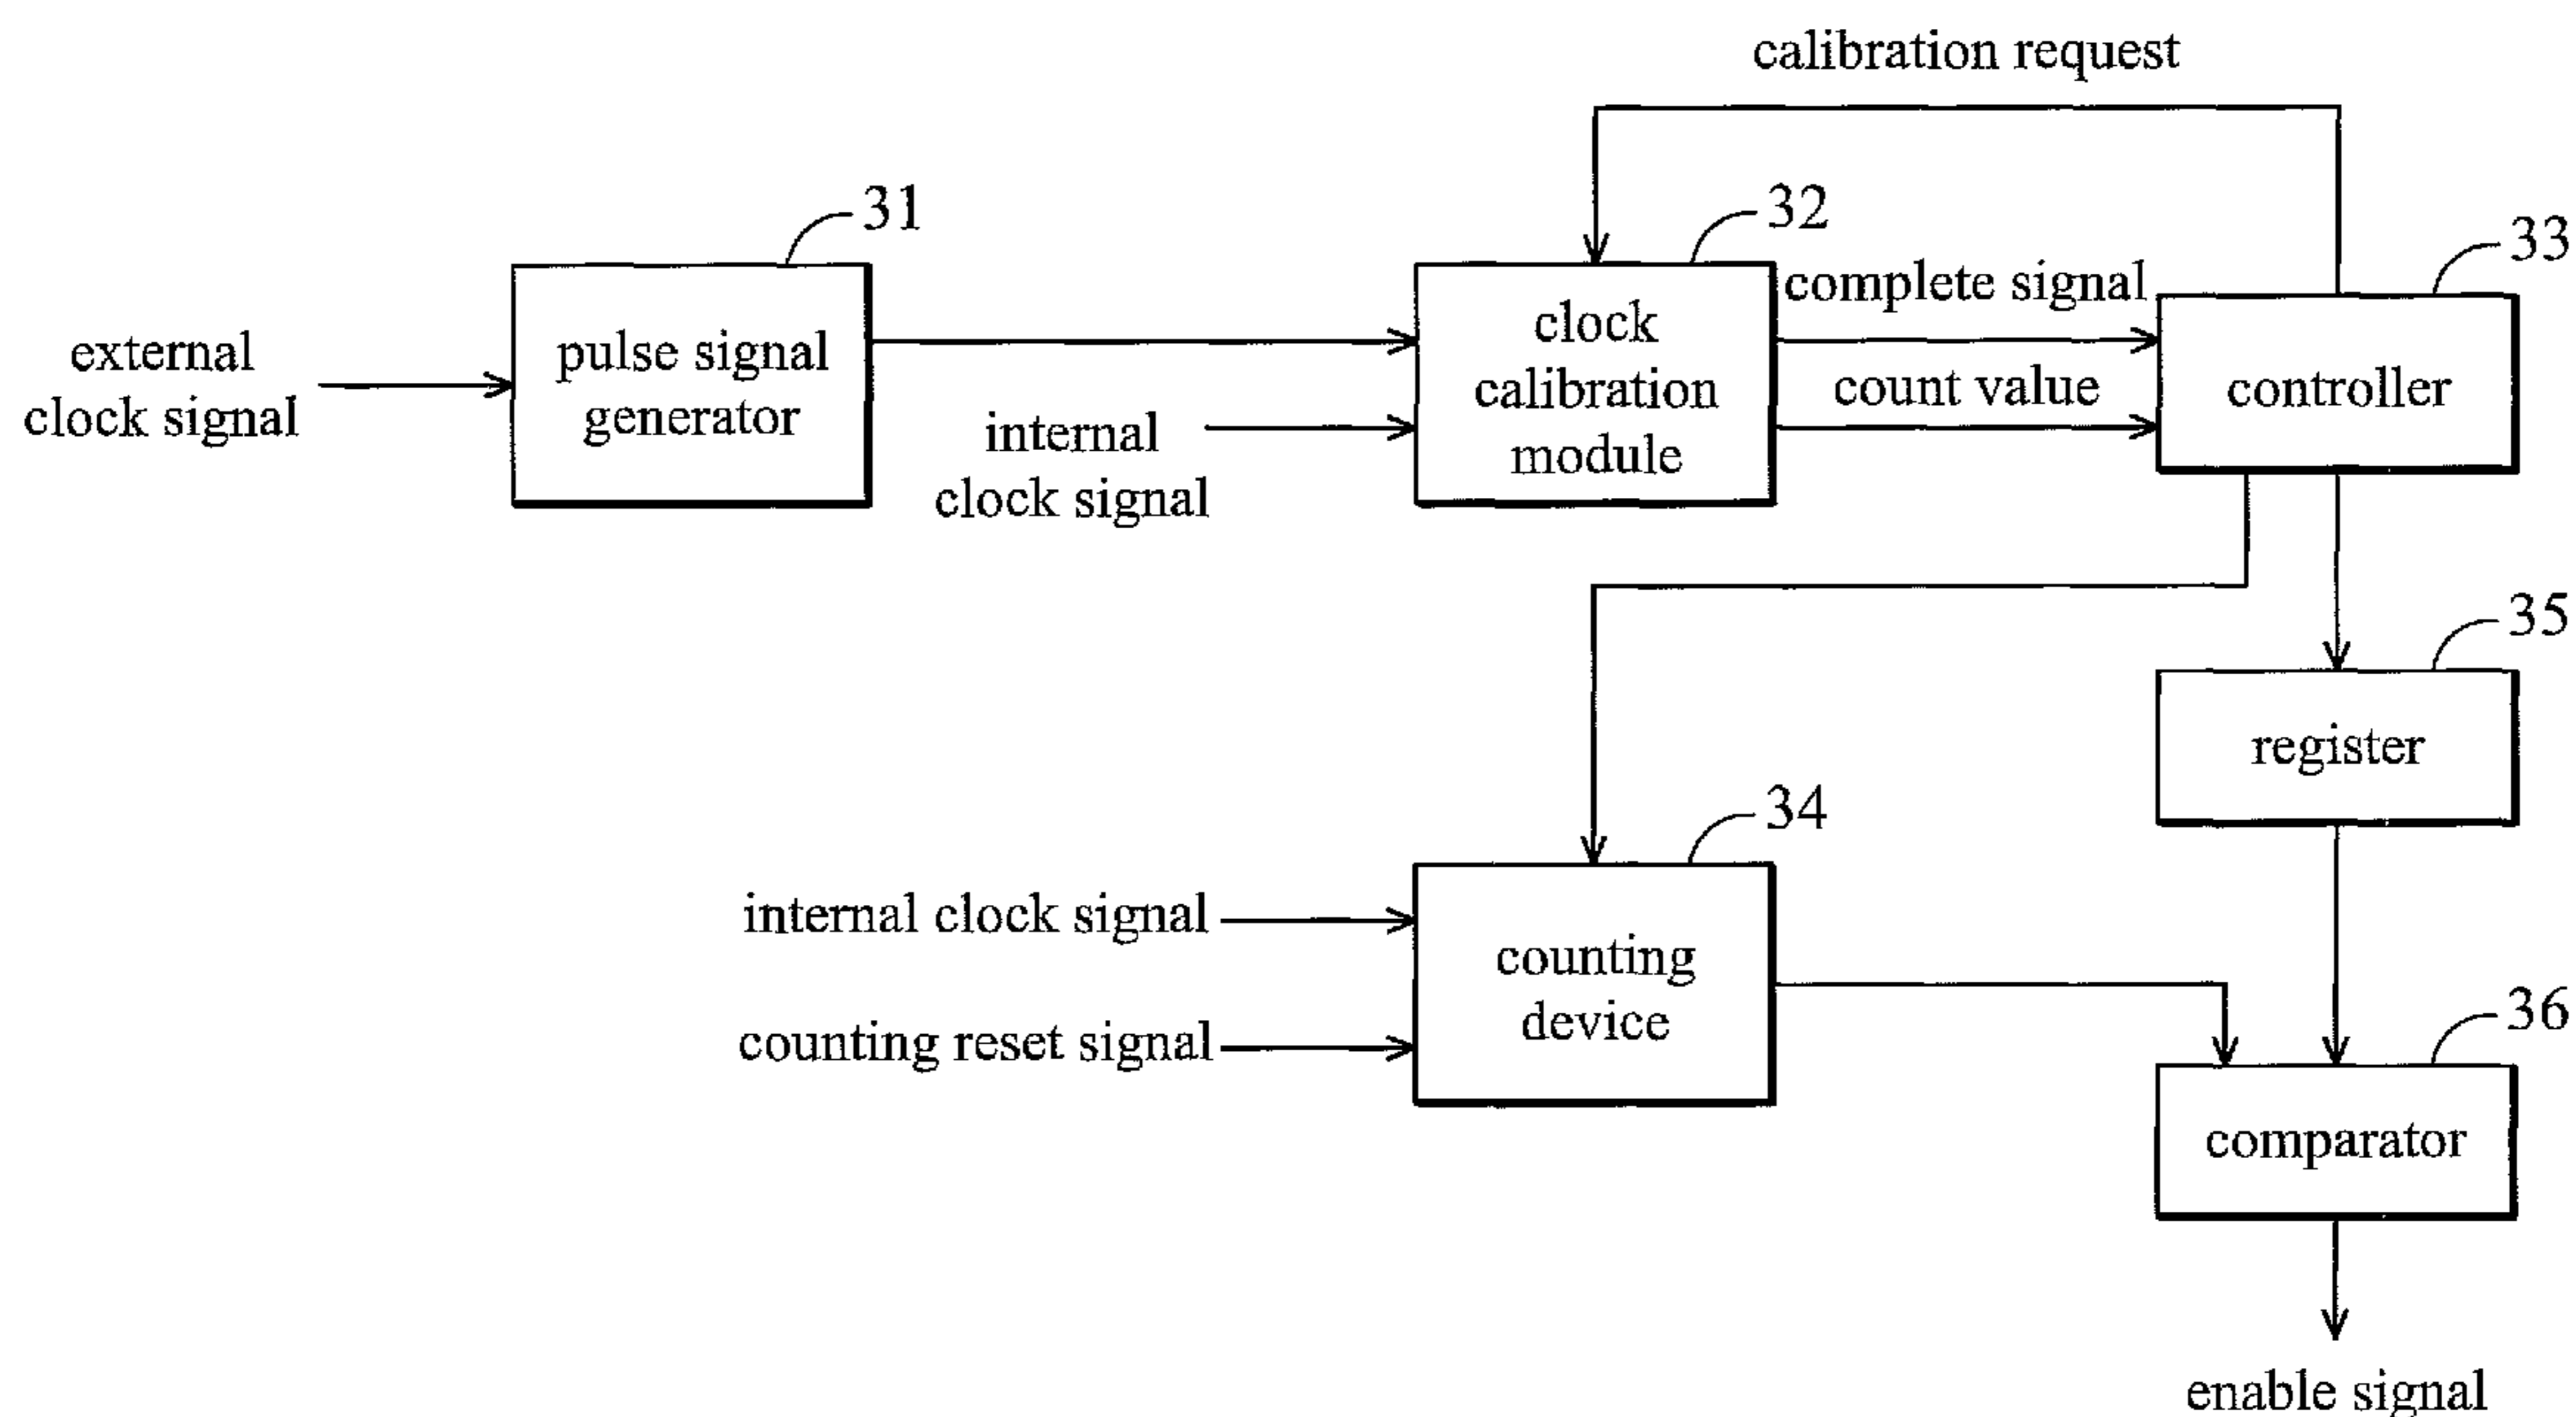 calibration request
31
32
33
external
clock signal
pulse signal
generator
internal
clock signal
clock
calibration
module
complete signal
count value
controller
35
register
34
internal clock signal
counting reset signal
counting
device
36
comparator
enable signal